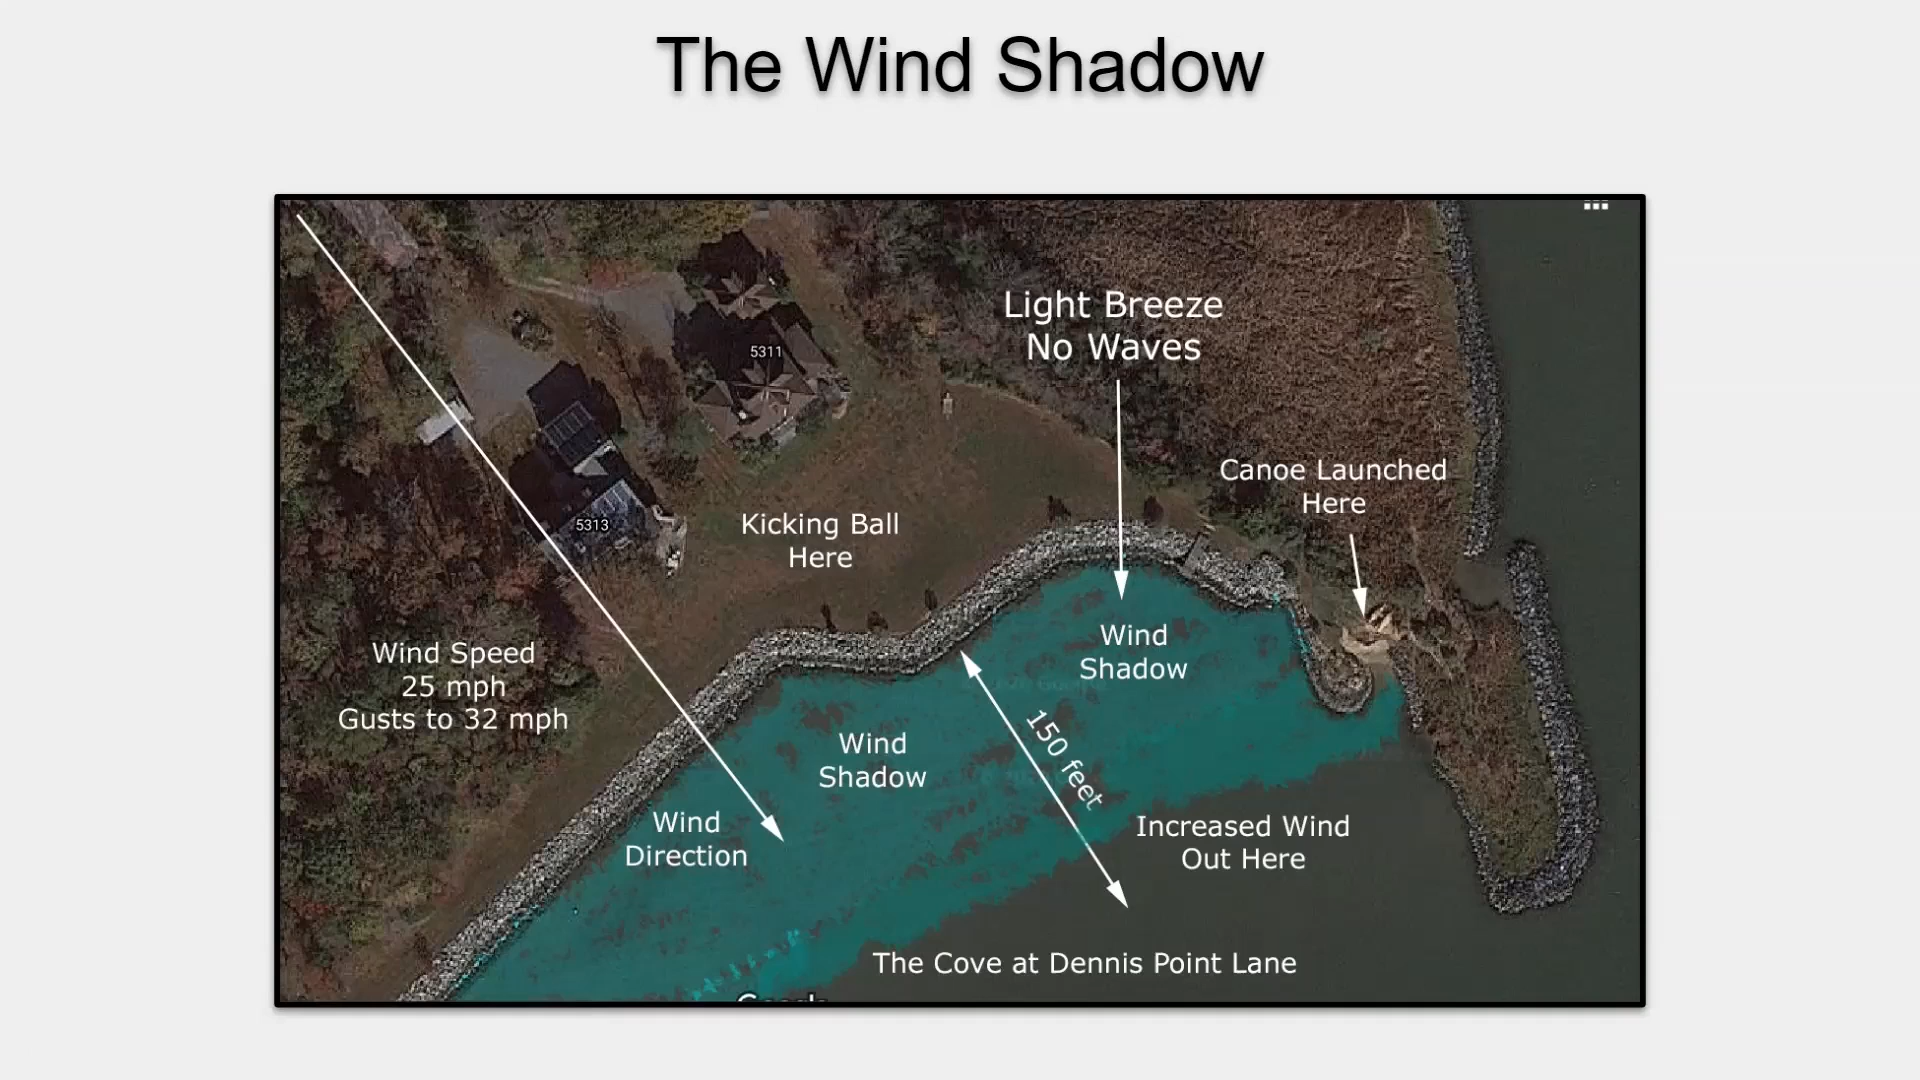 The Wind Shadow
5311
Light Breeze
No Waves
Canoe Launched
Here
5313
Kicking Ball
Here
Wind Speed
25 mph
Gusts to 32 mph
Wind
Shadow
Wind
Shadow
150 feet
Wind
Direction
Increased Wind
Out Here
The Cove at Dennis Point Lane
Google